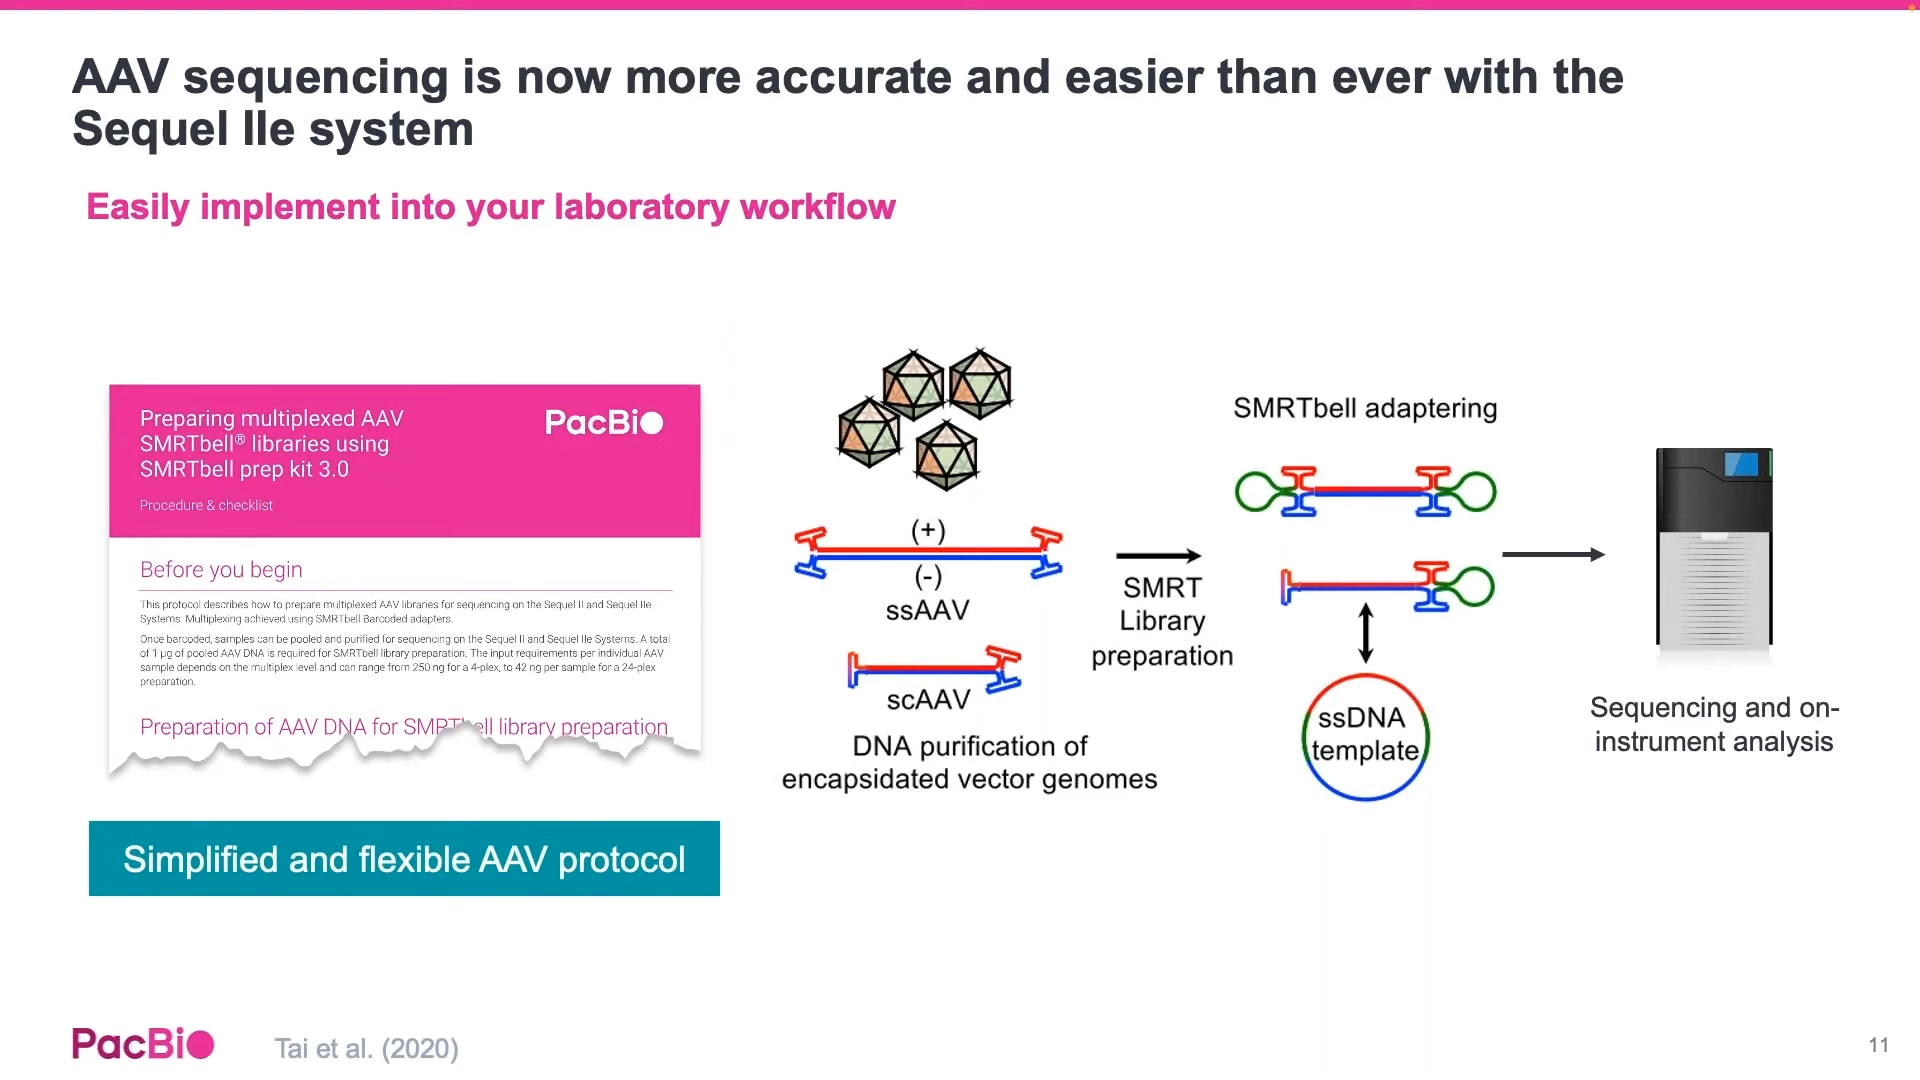 AAV sequencing is now more accurate and easier than ever with the
Sequel IIe system
Easily implement into your laboratory workflow
Preparing multiplexed AAV
SMRTbell® libraries using
SMRTbell prep kit 3.0
PacBio
Procedure & checklist
Before you begin
This protocol describes how to prepare multiplexed AAV libraries for sequencing on the Sequel II and Sequel IIe
Systems. Multiplexing achieved using SMRTbell Barcoded adapters.
Once barcoded, samples can be pooled and purified for sequencing on the Sequel II and Sequel IIe Systems. A total
of 1 µg of pooled AAV DNA is required for SMRTbell library preparation. The input requirements per individual AAV
sample depends on the multiplex level and can range from 250 ng for a 4-plex, to 42 ng per sample for a 24-plex
preparation.
Preparation of AAV DNA for SMRTbell library preparation
Simplified and flexible AAV protocol
(+)
(-)
ssAAV
scAAV
DNA purification of
encapsidated vector genomes
SMRT
Library
preparation
SMRTbell adaptering
ssDNA
template
Sequencing and on-
instrument analysis
PacBio
Tai et al. (2020)
11